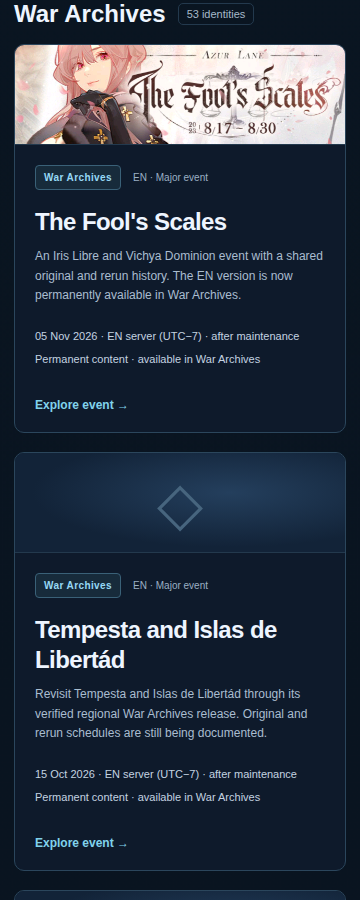 War Archives
53 identities
AZUR LANE
The Fool's Scales
2023 8/17 - 8/30
War Archives
EN · Major event
The Fool's Scales
An Iris Libre and Vichya Dominion event with a shared
original and rerun history. The EN version is now
permanently available in War Archives.
05 Nov 2026 · EN server (UTC−7) · after maintenance
Permanent content · available in War Archives
Explore event →
War Archives
EN · Major event
Tempesta and Islas de
Libertád
Revisit Tempesta and Islas de Libertád through its
verified regional War Archives release. Original and
rerun schedules are still being documented.
15 Oct 2026 · EN server (UTC−7) · after maintenance
Permanent content · available in War Archives
Explore event →